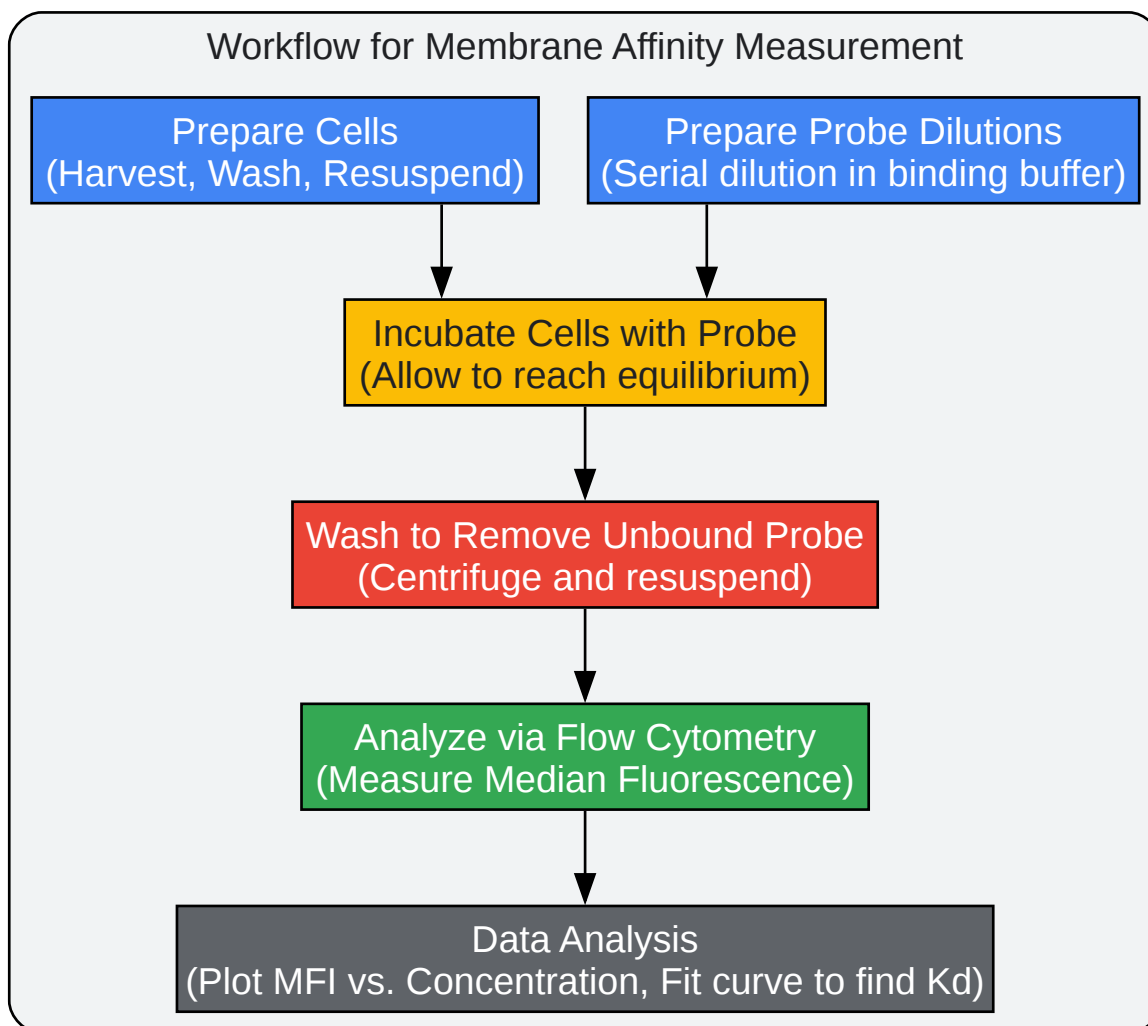 Workflow for Membrane Affinity Measurement
Prepare Cells
(Harvest, Wash, Resuspend)
Prepare Probe Dilutions
(Serial dilution in binding buffer)
Incubate Cells with Probe
(Allow to reach equilibrium)
Wash to Remove Unbound Probe
(Centrifuge and resuspend)
Analyze via Flow Cytometry
(Measure Median Fluorescence)
Data Analysis
(Plot MFI vs. Concentration, Fit curve to find Kd)